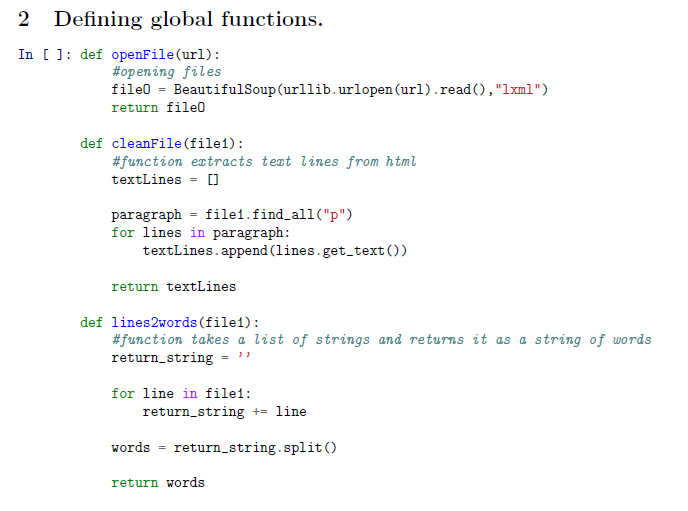 2 Defining global functions.
In [ ]: def openFile(url):
#opening files
file0 = BeautifulSoup(urllib.urlopen(url).read(),"lxml")
return file0
def cleanFile(file1):
#function extracts text lines from html
textLines = []
paragraph = file1.find_all("p")
for lines in paragraph:
textLines.append(lines.get_text())
return textLines
def lines2words(file1):
#function takes a list of strings and returns it as a string of words
return_string = ''
for line in file1:
return_string += line
words = return_string.split()
return words